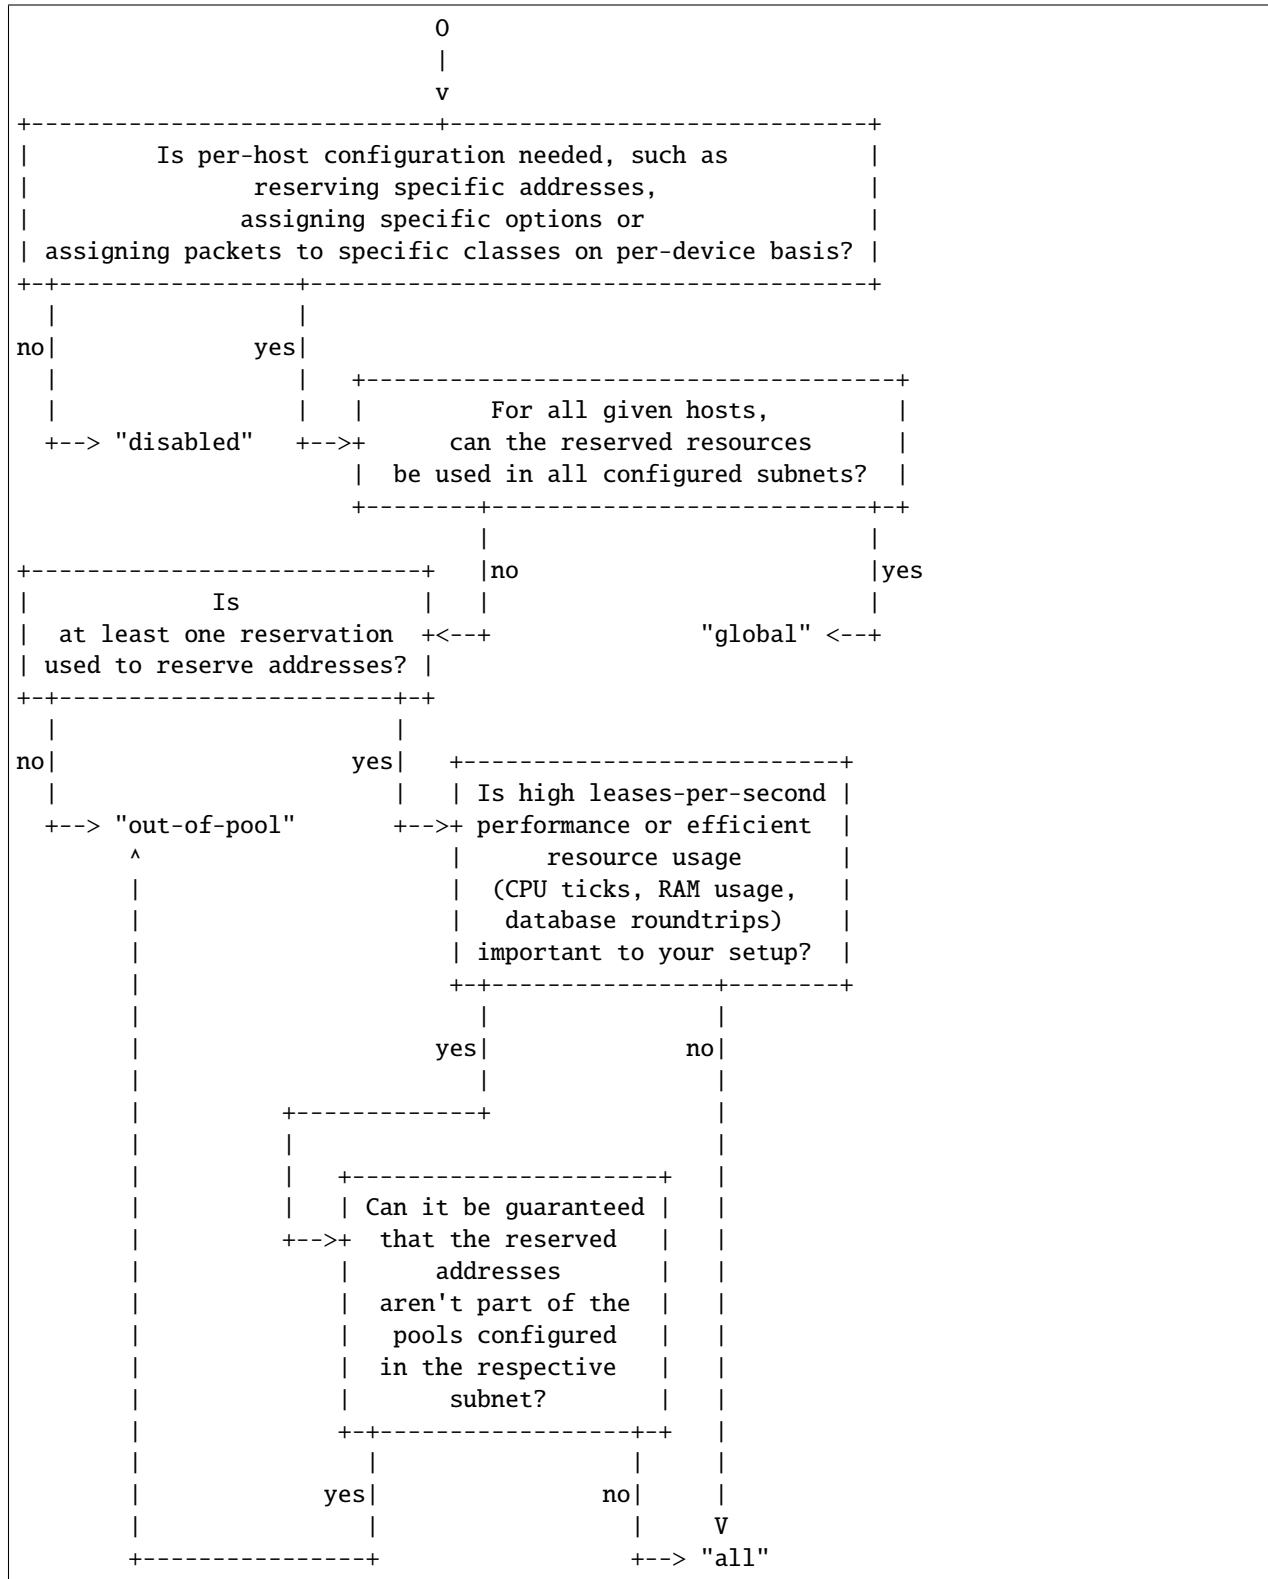 O
                              |
                              v
+-----------------------------+------------------------------+
|         Is per-host configuration needed, such as          |
|                reserving specific addresses,               |
|               assigning specific options or                |
| assigning packets to specific classes on per-device basis? |
+-+-----------------+----------------------------------------+
  |                 |
no|              yes|
  |                 |   +--------------------------------------+
  |                 |   |         For all given hosts,         |
  +--> "disabled"   +-->+      can the reserved resources      |
                        |  be used in all configured subnets?  |
                        +--------+---------------------------+-+
                                 |                           |
+----------------------------+   |no                         |yes
|             Is             |   |                           |
|  at least one reservation  +<--+               "global" <--+
| used to reserve addresses? |
+-+------------------------+-+
  |                        |
no|                     yes|   +---------------------------+
  |                        |   | Is high leases-per-second |
  +--> "out-of-pool"       +-->+ performance or efficient  |
        ^                      |      resource usage       |
        |                      |  (CPU ticks, RAM usage,   |
        |                      |   database roundtrips)    |
        |                      | important to your setup?  |
        |                      +-+----------------+--------+
        |                        |                |
        |                     yes|              no|
        |                        |                |
        |          +-------------+                |
        |          |                              |
        |          |   +----------------------+   |
        |          |   | Can it be guaranteed |   |
        |          +-->+  that the reserved   |   |
        |              |      addresses       |   |
        |              |  aren't part of the  |   |
        |              |   pools configured   |   |
        |              |  in the respective   |   |
        |              |       subnet?        |   |
        |              +-+------------------+-+   |
        |                |                  |     |
        |             yes|                no|     |
        |                |                  |     V
        +----------------+                  +--> "all"